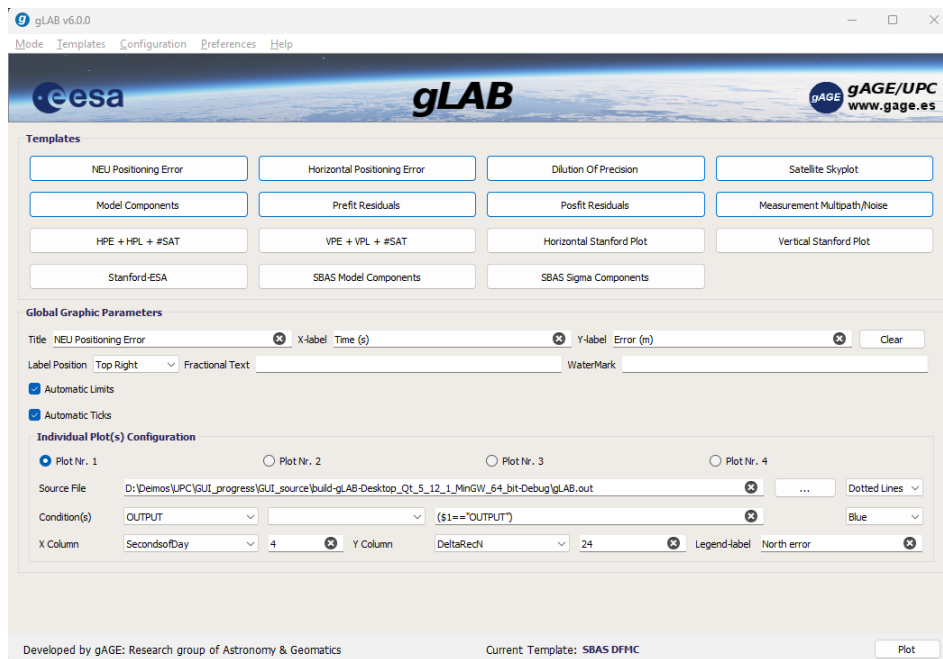 gLAB v6.0.0
Mode Templates Configuration Preferences Help
eesa gLAB gAGE gAGE/UPC
www.gage.es
Templates
NEU Positioning Error Horizontal Positioning Error Dilution Of Precision Satellite Skyplot
Model Components Prefit Residuals Posfit Residuals Measurement Multipath/Noise
HPE + HPL + #SAT VPE + VPL + #SAT Horizontal Stanford Plot Vertical Stanford Plot
Stanford-ESA SBAS Model Components SBAS Sigma Components
Global Graphic Parameters
Title NEU Positioning Error X-label Time (s) Y-label Error (m) Clear
Label Position Top Right Fractional Text WaterMark
Automatic Limits
Automatic Ticks
Individual Plot(s) Configuration
Plot Nr. 1 Plot Nr. 2 Plot Nr. 3 Plot Nr. 4
Source File D:\Deimos\UPC\GUI_progress\GUI_source\build-gLAB-Desktop_Qt_5_12_1_MinGW_64_bit-Debug\gLAB.out ... Dotted Lines
Condition(s) OUTPUT ($1=="OUTPUT") Blue
X Column SecondsofDay 4 Y Column DeltaRecN 24 Legend-label North error
Developed by gAGE: Research group of Astronomy & Geomatics Current Template: SBAS DFMC Plot